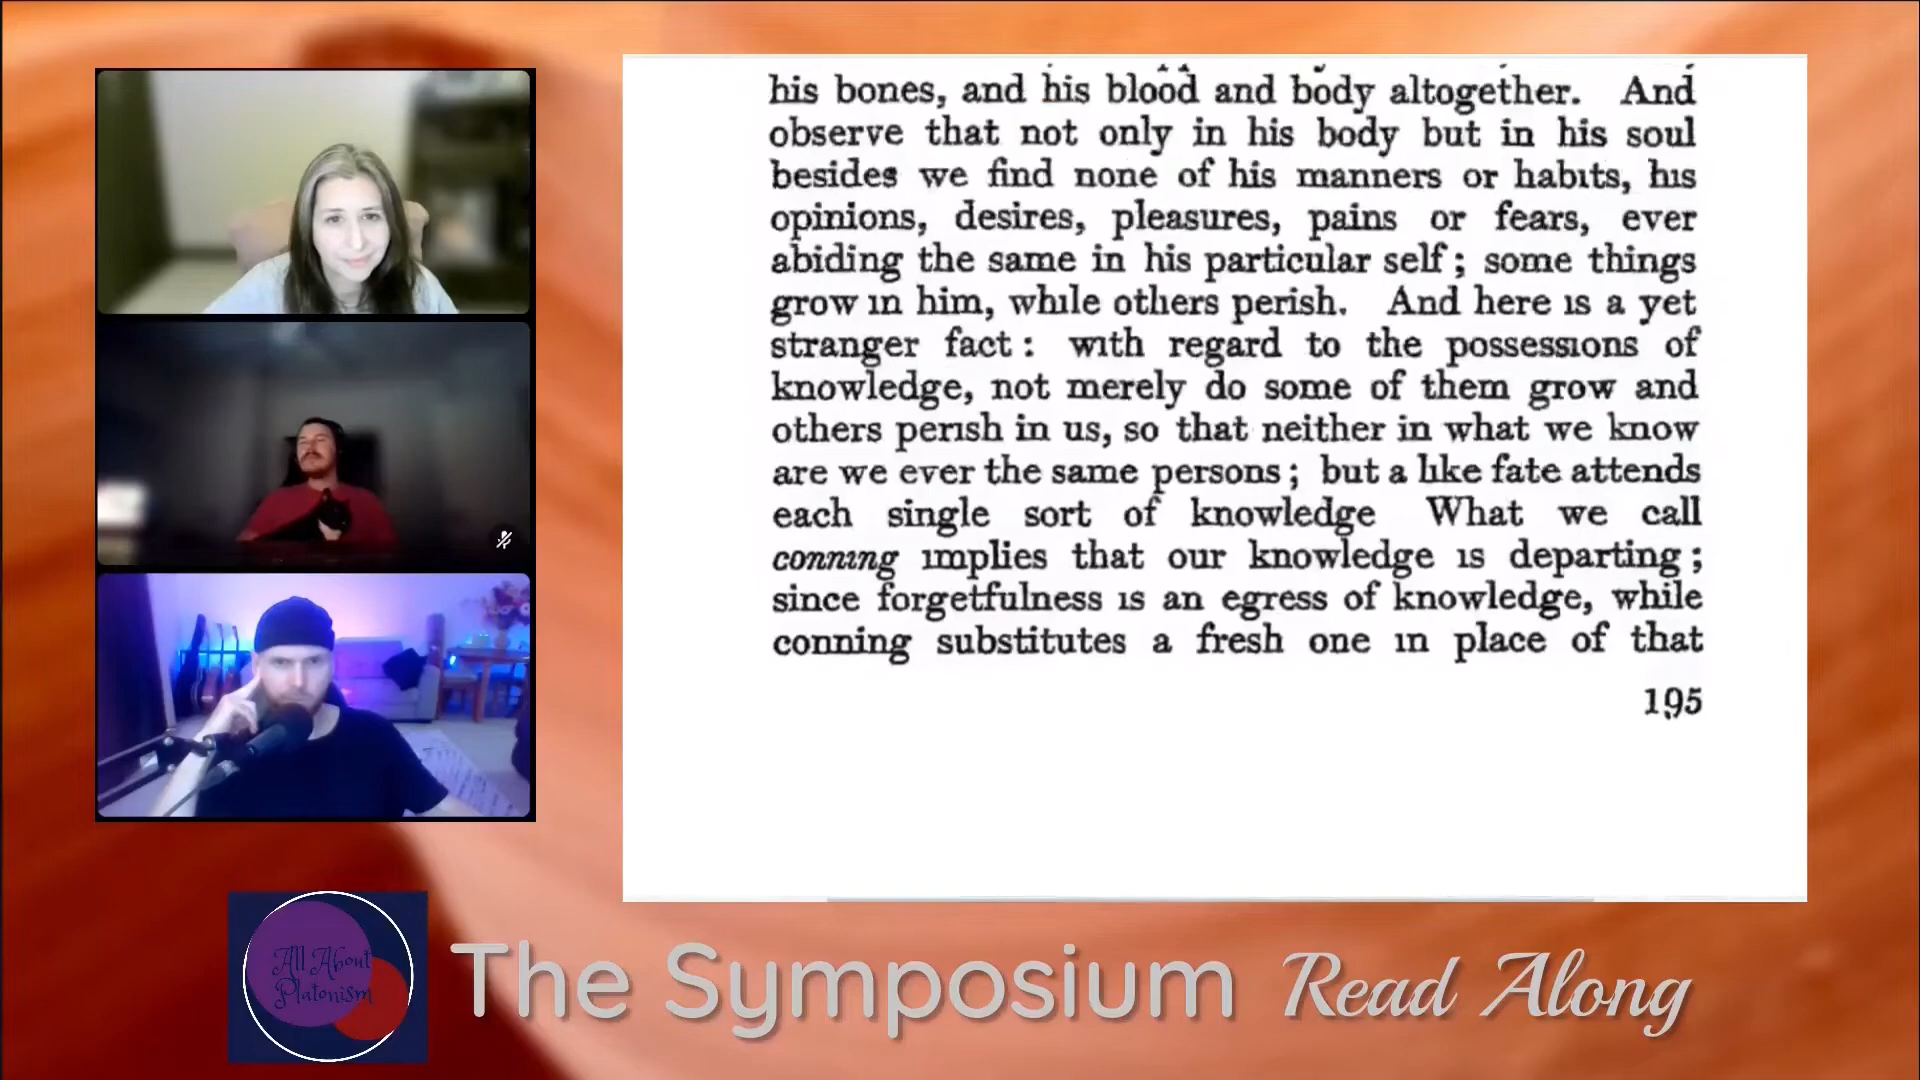 his bones, and his blood and body altogether. And
observe that not only in his body but in his soul
besides we find none of his manners or habits, his
opinions, desires, pleasures, pains or fears, ever
abiding the same in his particular self; some things
grow in him, while others perish. And here is a yet
stranger fact: with regard to the possessions of
knowledge, not merely do some of them grow and
others perish in us, so that neither in what we know
are we ever the same persons; but a like fate attends
each single sort of knowledge What we call
conning implies that our knowledge is departing;
since forgetfulness is an egress of knowledge, while
conning substitutes a fresh one in place of that
195
All About
Platonism
The Symposium Read Along